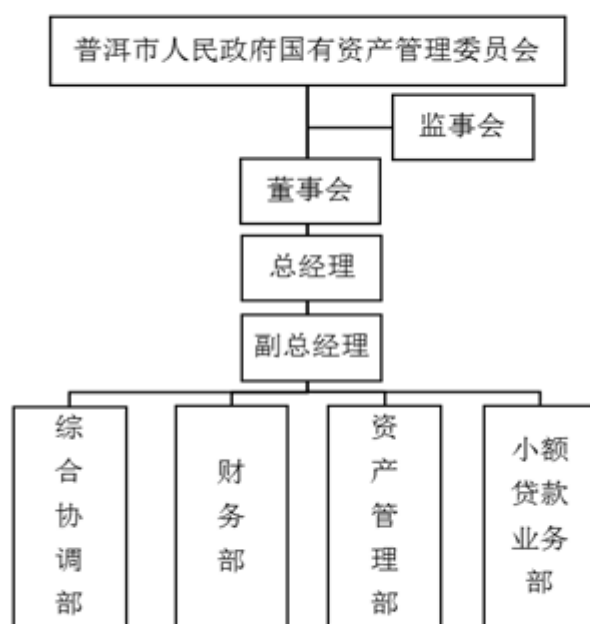 普洱市人民政府国有资产管理委员会
监事会
董事会
总经理
副总经理
综合协调部
财务部
资产管理部
小额
贷款
业务
部